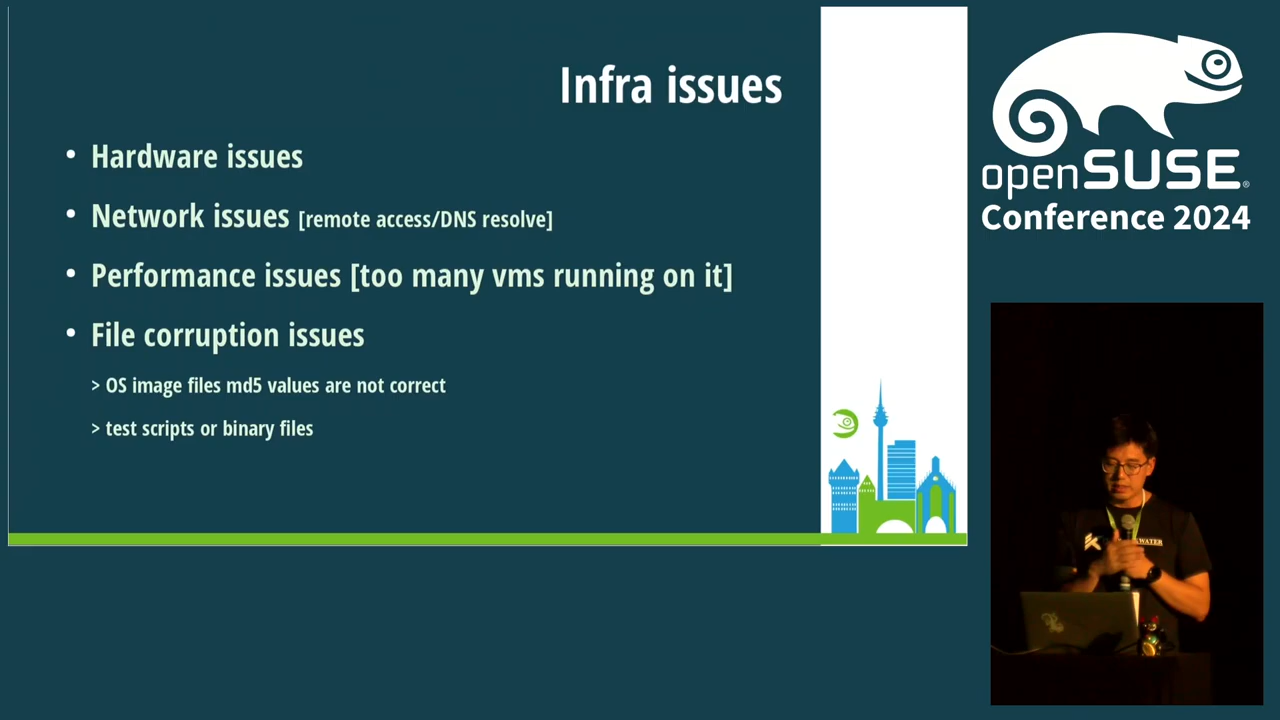 Infra issues
• Hardware issues
• Network issues [remote access/DNS resolve]
• Performance issues [too many vms running on it]
• File corruption issues
> OS image files md5 values are not correct
> test scripts or binary files
openSUSE®
Conference 2024
WATER